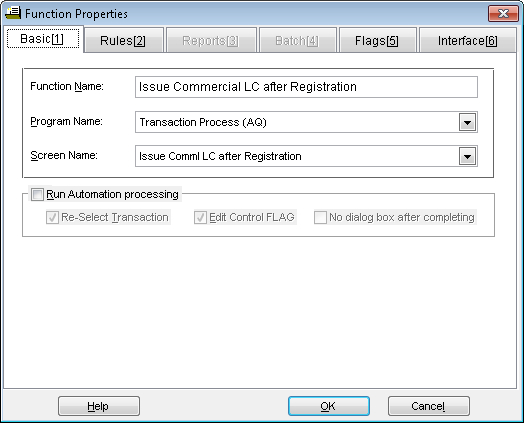 Function Properties
Basic[1] Rules[2] Reports[3] Batch[4] Flags[5] Interface[6]
Function Name: Issue Commercial LC after Registration
Program Name: Transaction Process (AQ)
Screen Name: Issue Comml LC after Registration
Run Automation processing
Re-Select Transaction Edit Control FLAG No dialog box after completing
Help OK Cancel